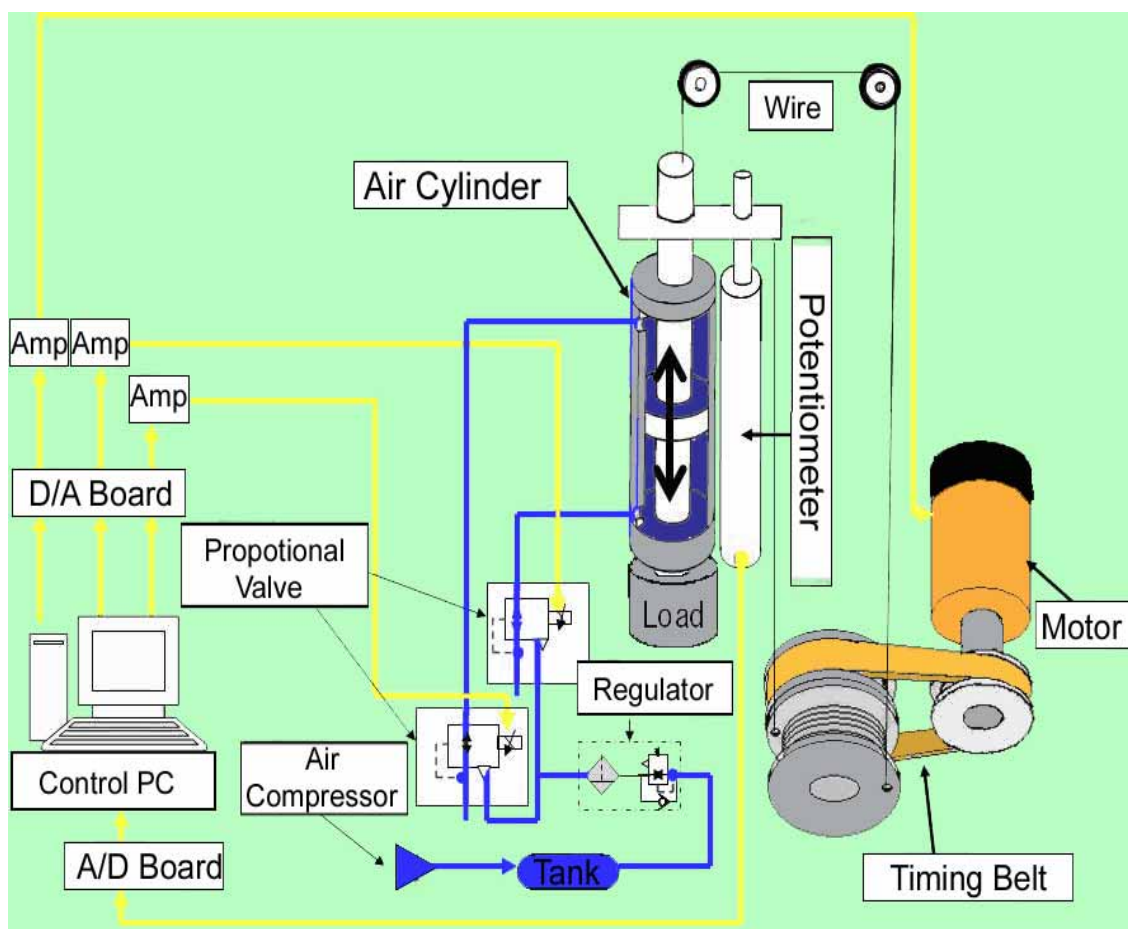 Wire
Air Cylinder
Potentiometer
Amp
Amp
Amp
D/A Board
Propotional
Valve
Load
Motor
Regulator
Control PC
Air
Compressor
Tank
A/D Board
Timing Belt